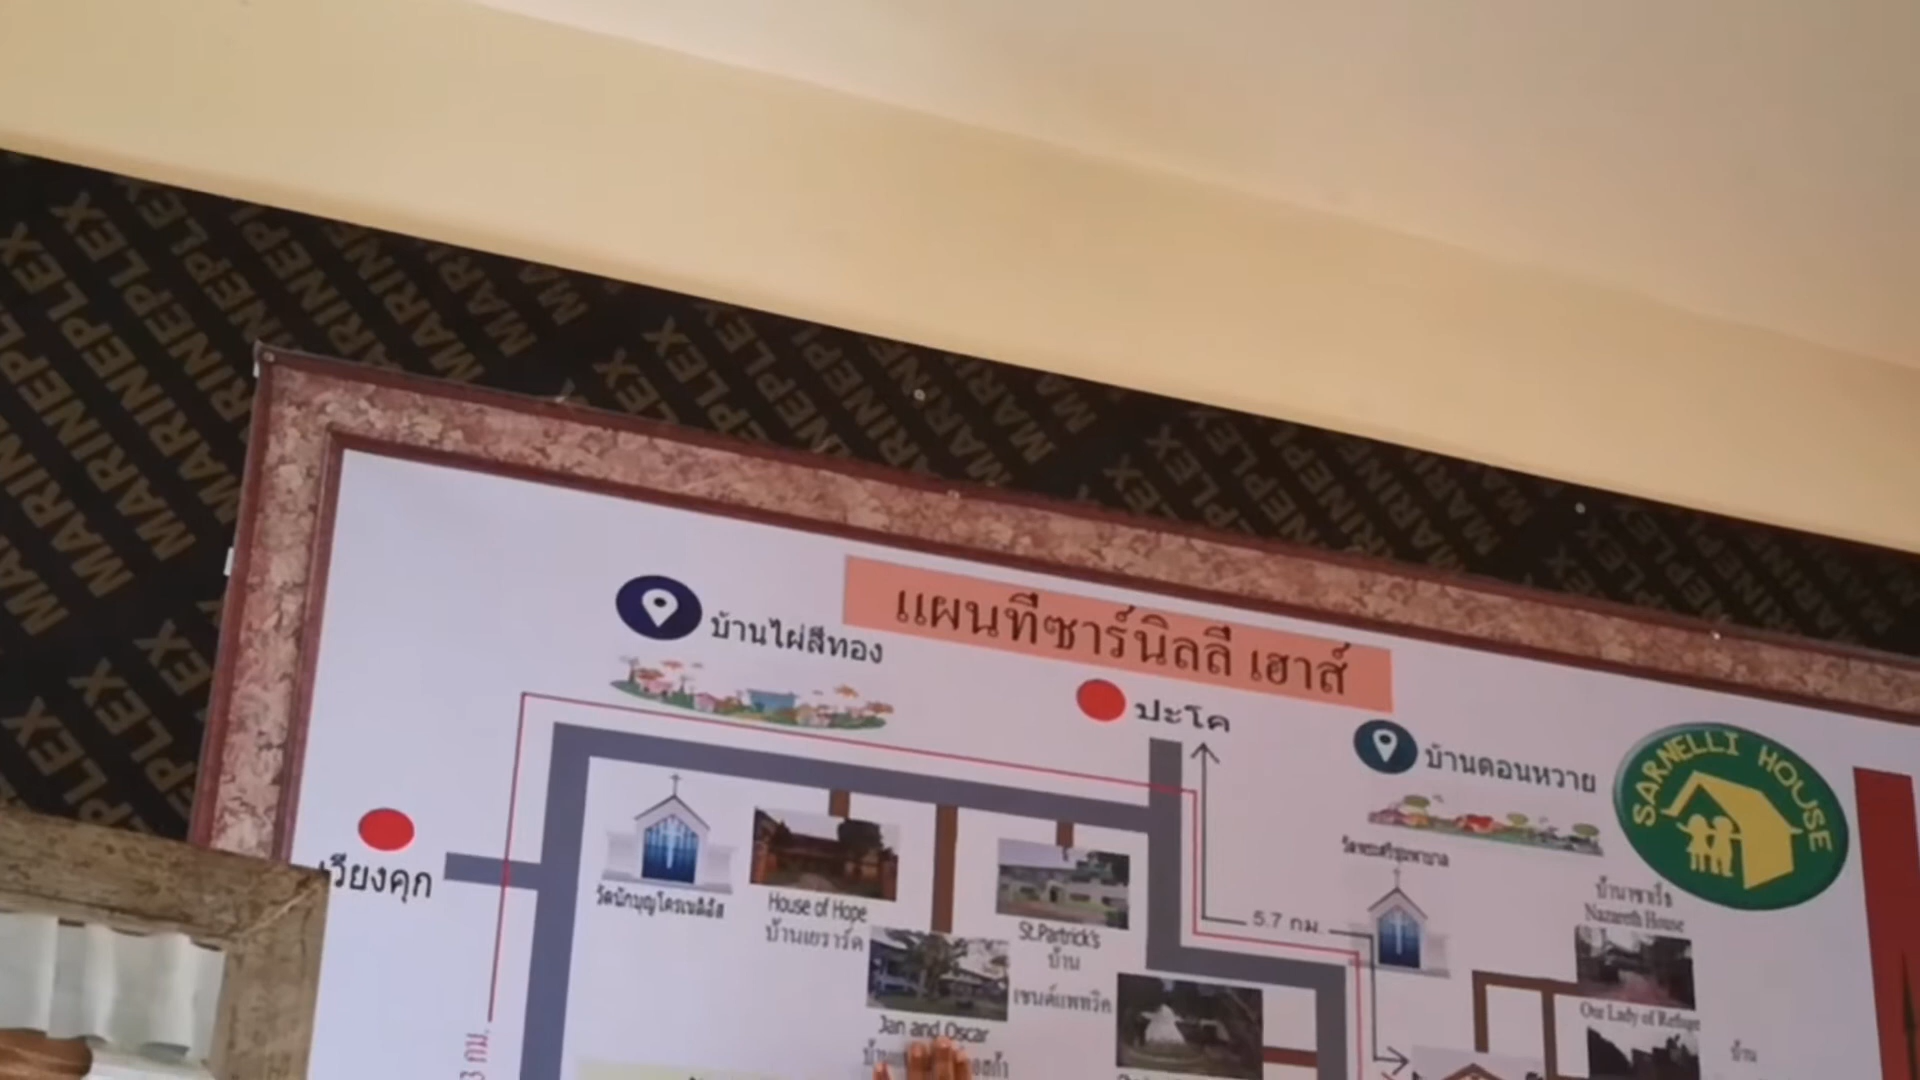 MARINEPLEX
แผนที่ซาร์นิลลี่ เฮาส์
บ้านไผ่สีทอง
ปะโค
บ้านดอนหวาย
SARNELLI HOUSE
เวียงคุก
House of Hope
บ้านเยราร์ด
St.Partrick's
บ้าน
เซนต์แพทริค
5.7 กม.
Nazareth House
Our Lady of Refuge
บ้าน
Jan and Oscar